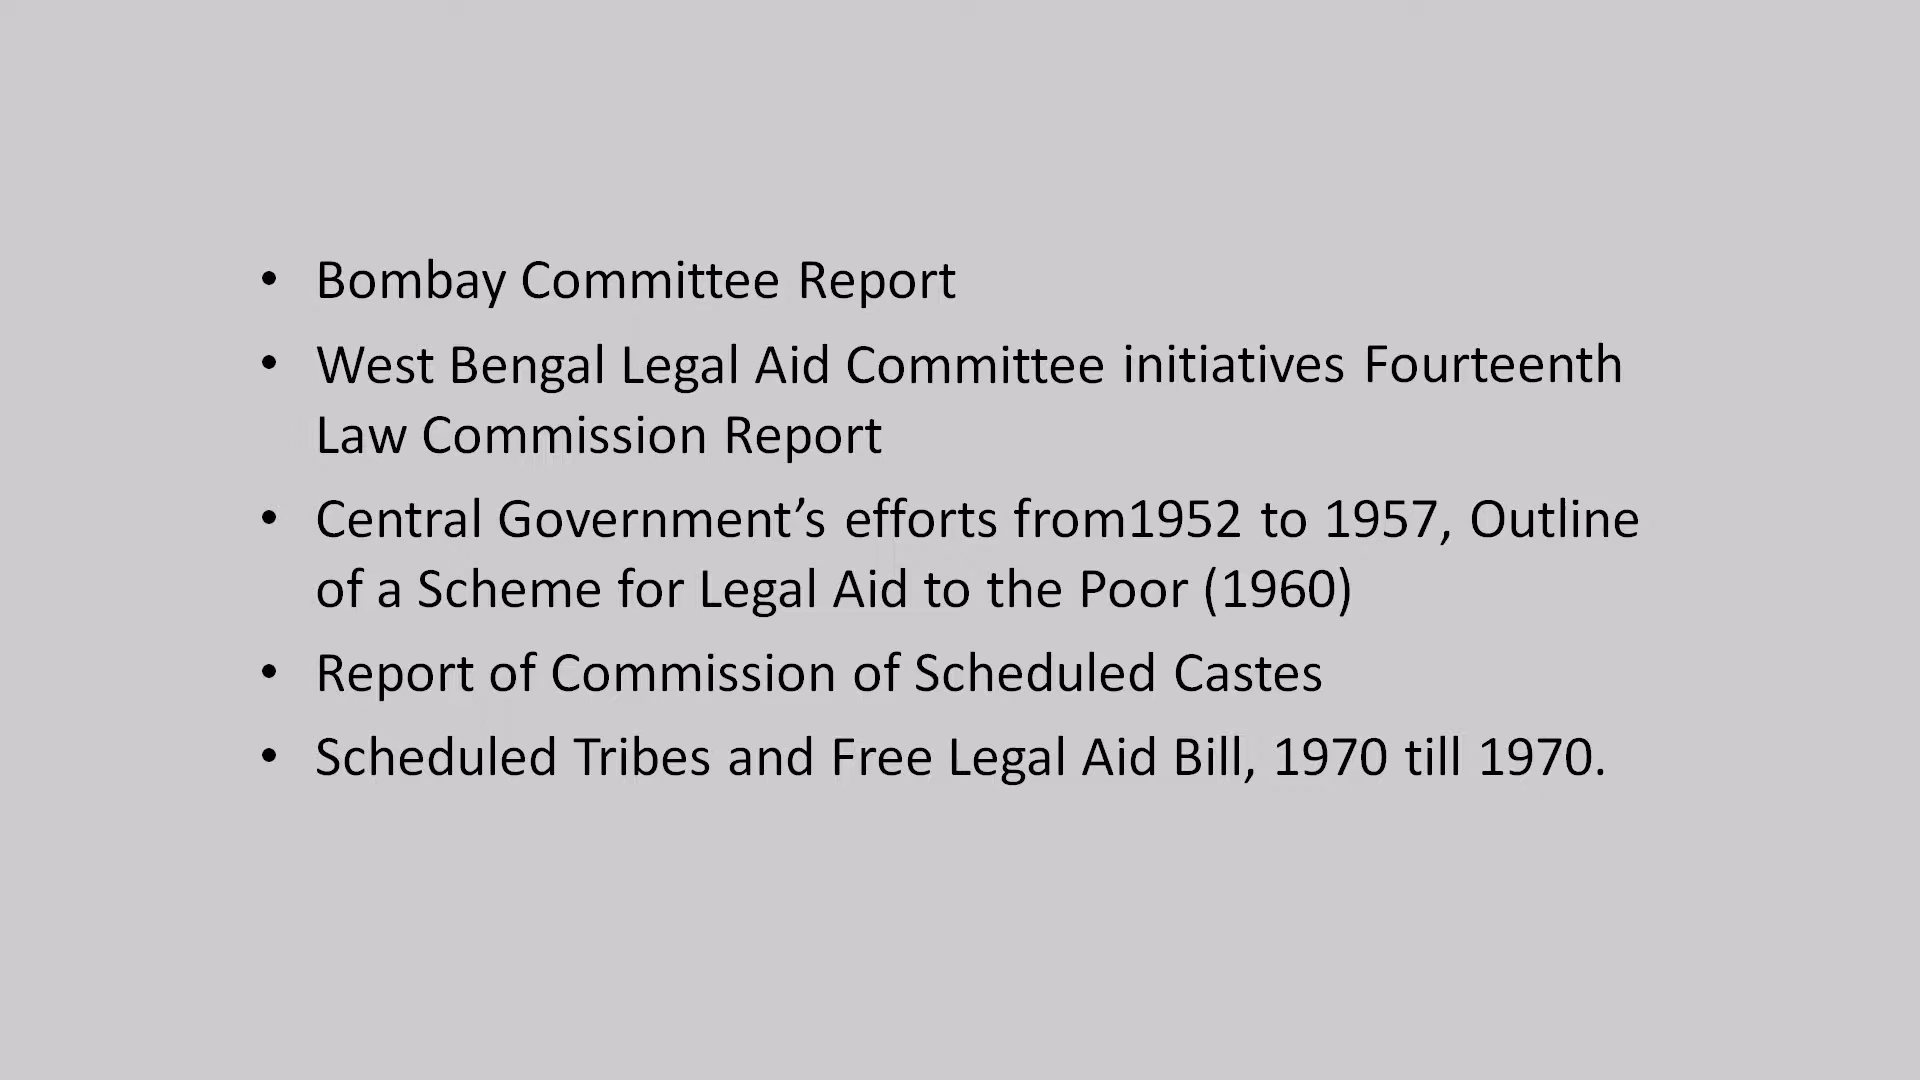 • Bombay Committee Report
• West Bengal Legal Aid Committee initiatives Fourteenth
Law Commission Report
• Central Government’s efforts from1952 to 1957, Outline
of a Scheme for Legal Aid to the Poor (1960)
• Report of Commission of Scheduled Castes
• Scheduled Tribes and Free Legal Aid Bill, 1970 till 1970.